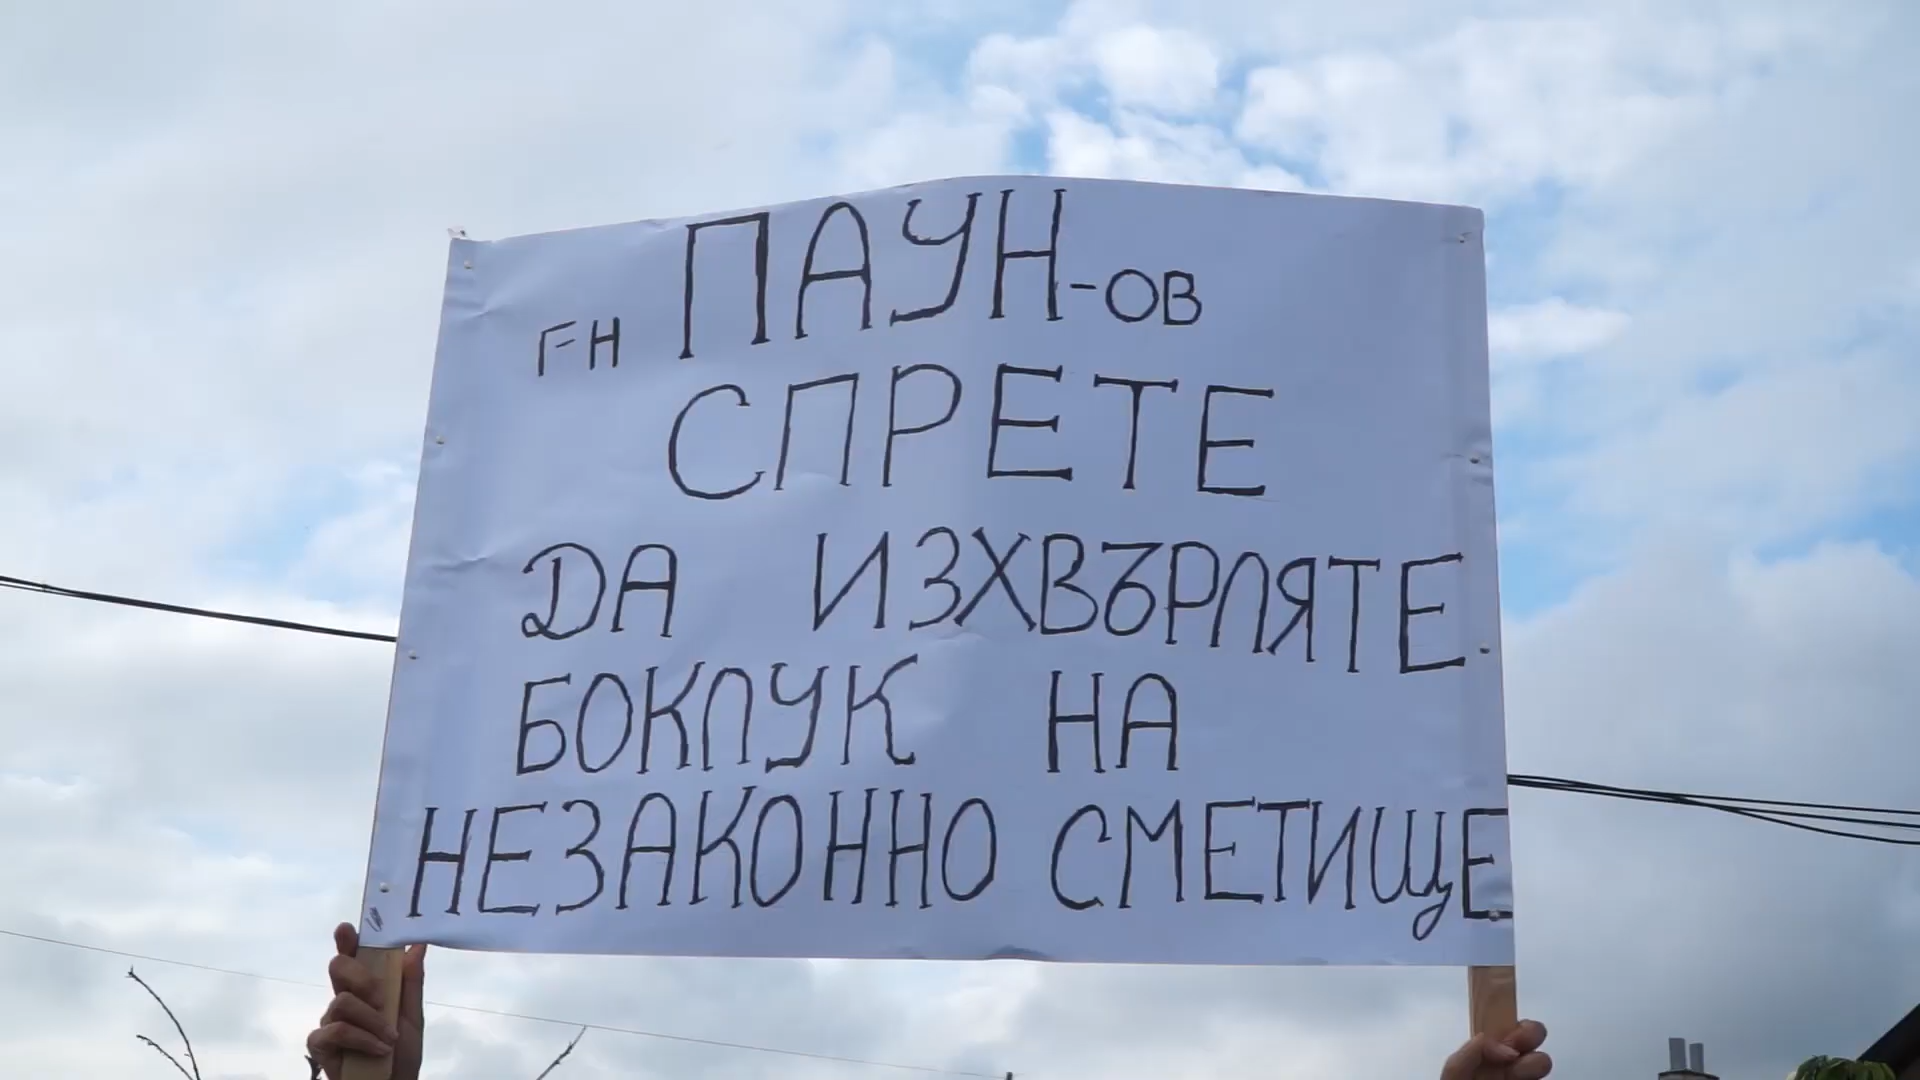 Г-Н ПАУН-ОВ
СПРЕТЕ
ДА ИЗХВЪРЛЯТЕ
БОКЛУК НА
НЕЗАКОННО СМЕТИЩЕ